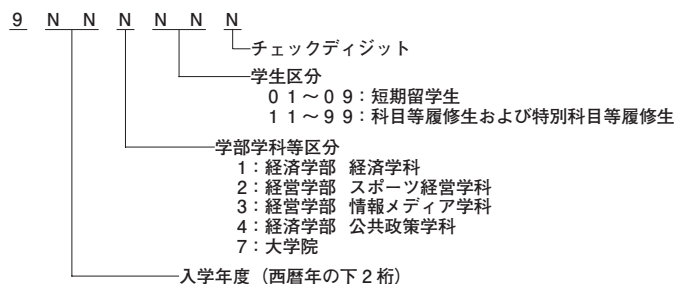 ９ Ｎ Ｎ Ｎ Ｎ Ｎ Ｎ
チェックディジット
学生区分
０１～０９：短期留学生
１１～９９：科目等履修生および特別科目等履修生
学部学科等区分
１：経済学部 経済学科
２：経営学部 スポーツ経営学科
３：経営学部 情報メディア学科
４：経済学部 公共政策学科
７：大学院
入学年度（西暦年の下２桁）